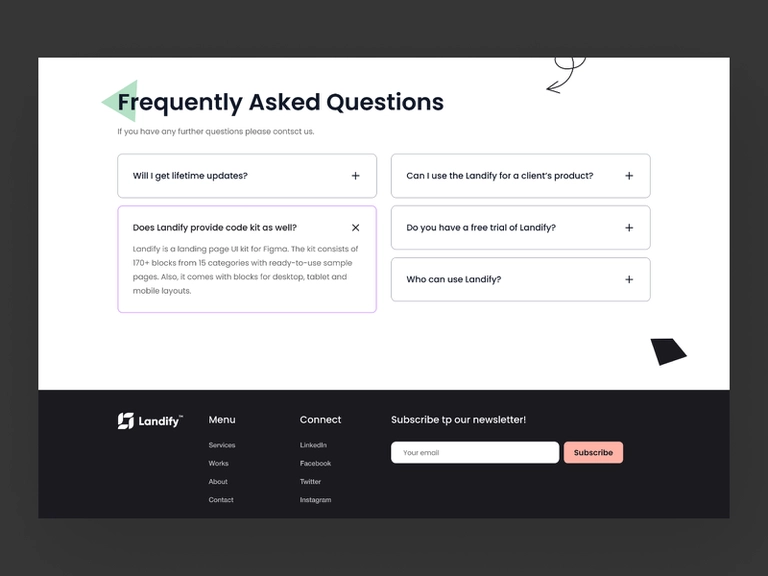 Frequently Asked Questions
If you have any further questions please contsct us.
Will I get lifetime updates?
Does Landify provide code kit as well?
Landify is a landing page UI kit for Figma. The kit consists of
170+ blocks from 15 categories with ready-to-use sample
pages. Also, it comes with blocks for desktop, tablet and
mobile layouts.
Can I use the Landify for a client's product?
Do you have a free trial of Landify?
Who can use Landify?
Landify™
Menu
Services
Works
About
Contact
Connect
LinkedIn
Facebook
Twitter
Instagram
Subscribe tp our newsletter!
Your email
Subscribe